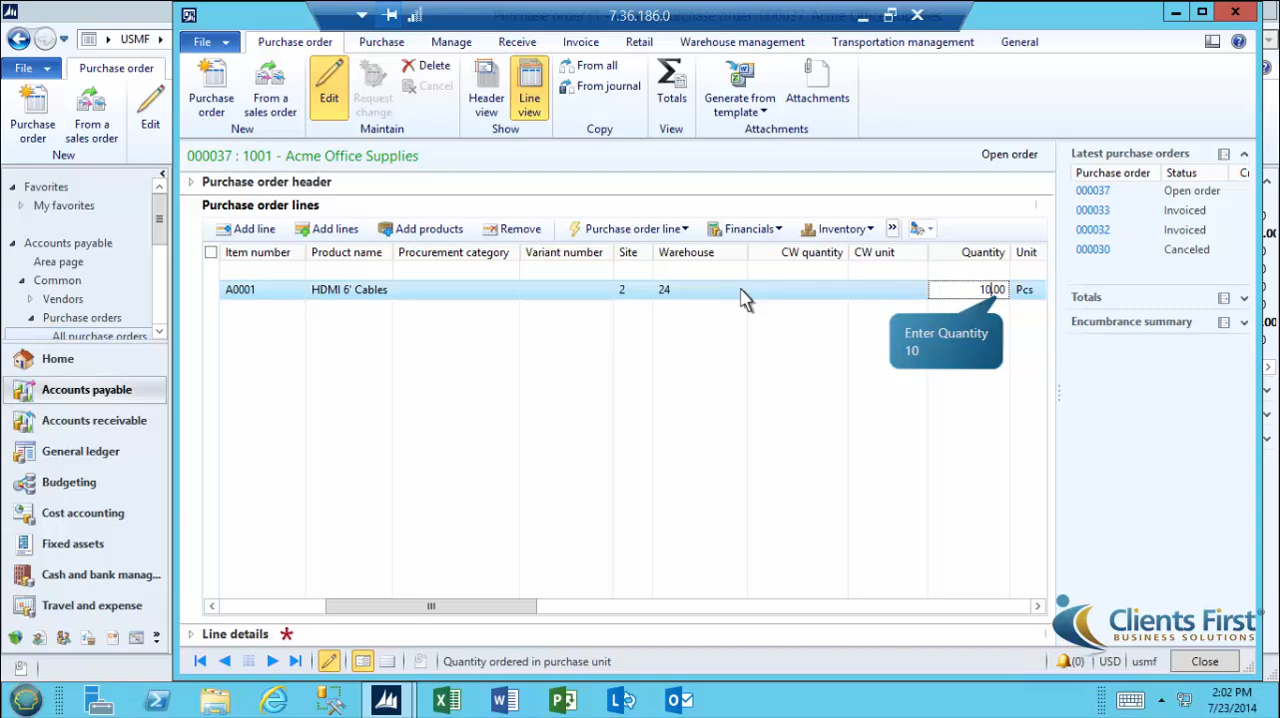 7.36.186.0
USMF
File
Purchase order
Purchase order
From a sales order
Edit
New
Favorites
My favorites
Accounts payable
Area page
Common
Vendors
Purchase orders
All purchase orders
Home
Accounts payable
Accounts receivable
General ledger
Budgeting
Cost accounting
Fixed assets
Cash and bank manag...
Travel and expense
File
Purchase order
Purchase
Manage
Receive
Invoice
Retail
Warehouse management
Transportation management
General
Purchase order
From a sales order
New
Edit
Request change
Delete
Cancel
Maintain
Header view
Line view
Show
From all
From journal
Copy
Totals
View
Generate from template
Attachments
Attachments
000037 : 1001 - Acme Office Supplies
Open order
Purchase order header
Purchase order lines
Add line
Add lines
Add products
Remove
Purchase order line
Financials
Inventory
Item number
Product name
Procurement category
Variant number
Site
Warehouse
CW quantity
CW unit
Quantity
Unit
A0001
HDMI 6' Cables
2
24
10.00
Pcs
Enter Quantity
10
Line details *
Quantity ordered in purchase unit
(0)
USD
usmf
Close
Latest purchase orders
Purchase order
Status
000037
Open order
000033
Invoiced
000032
Invoiced
000030
Canceled
Totals
Encumbrance summary
Clients First
BUSINESS SOLUTIONS
2:02 PM
7/23/2014